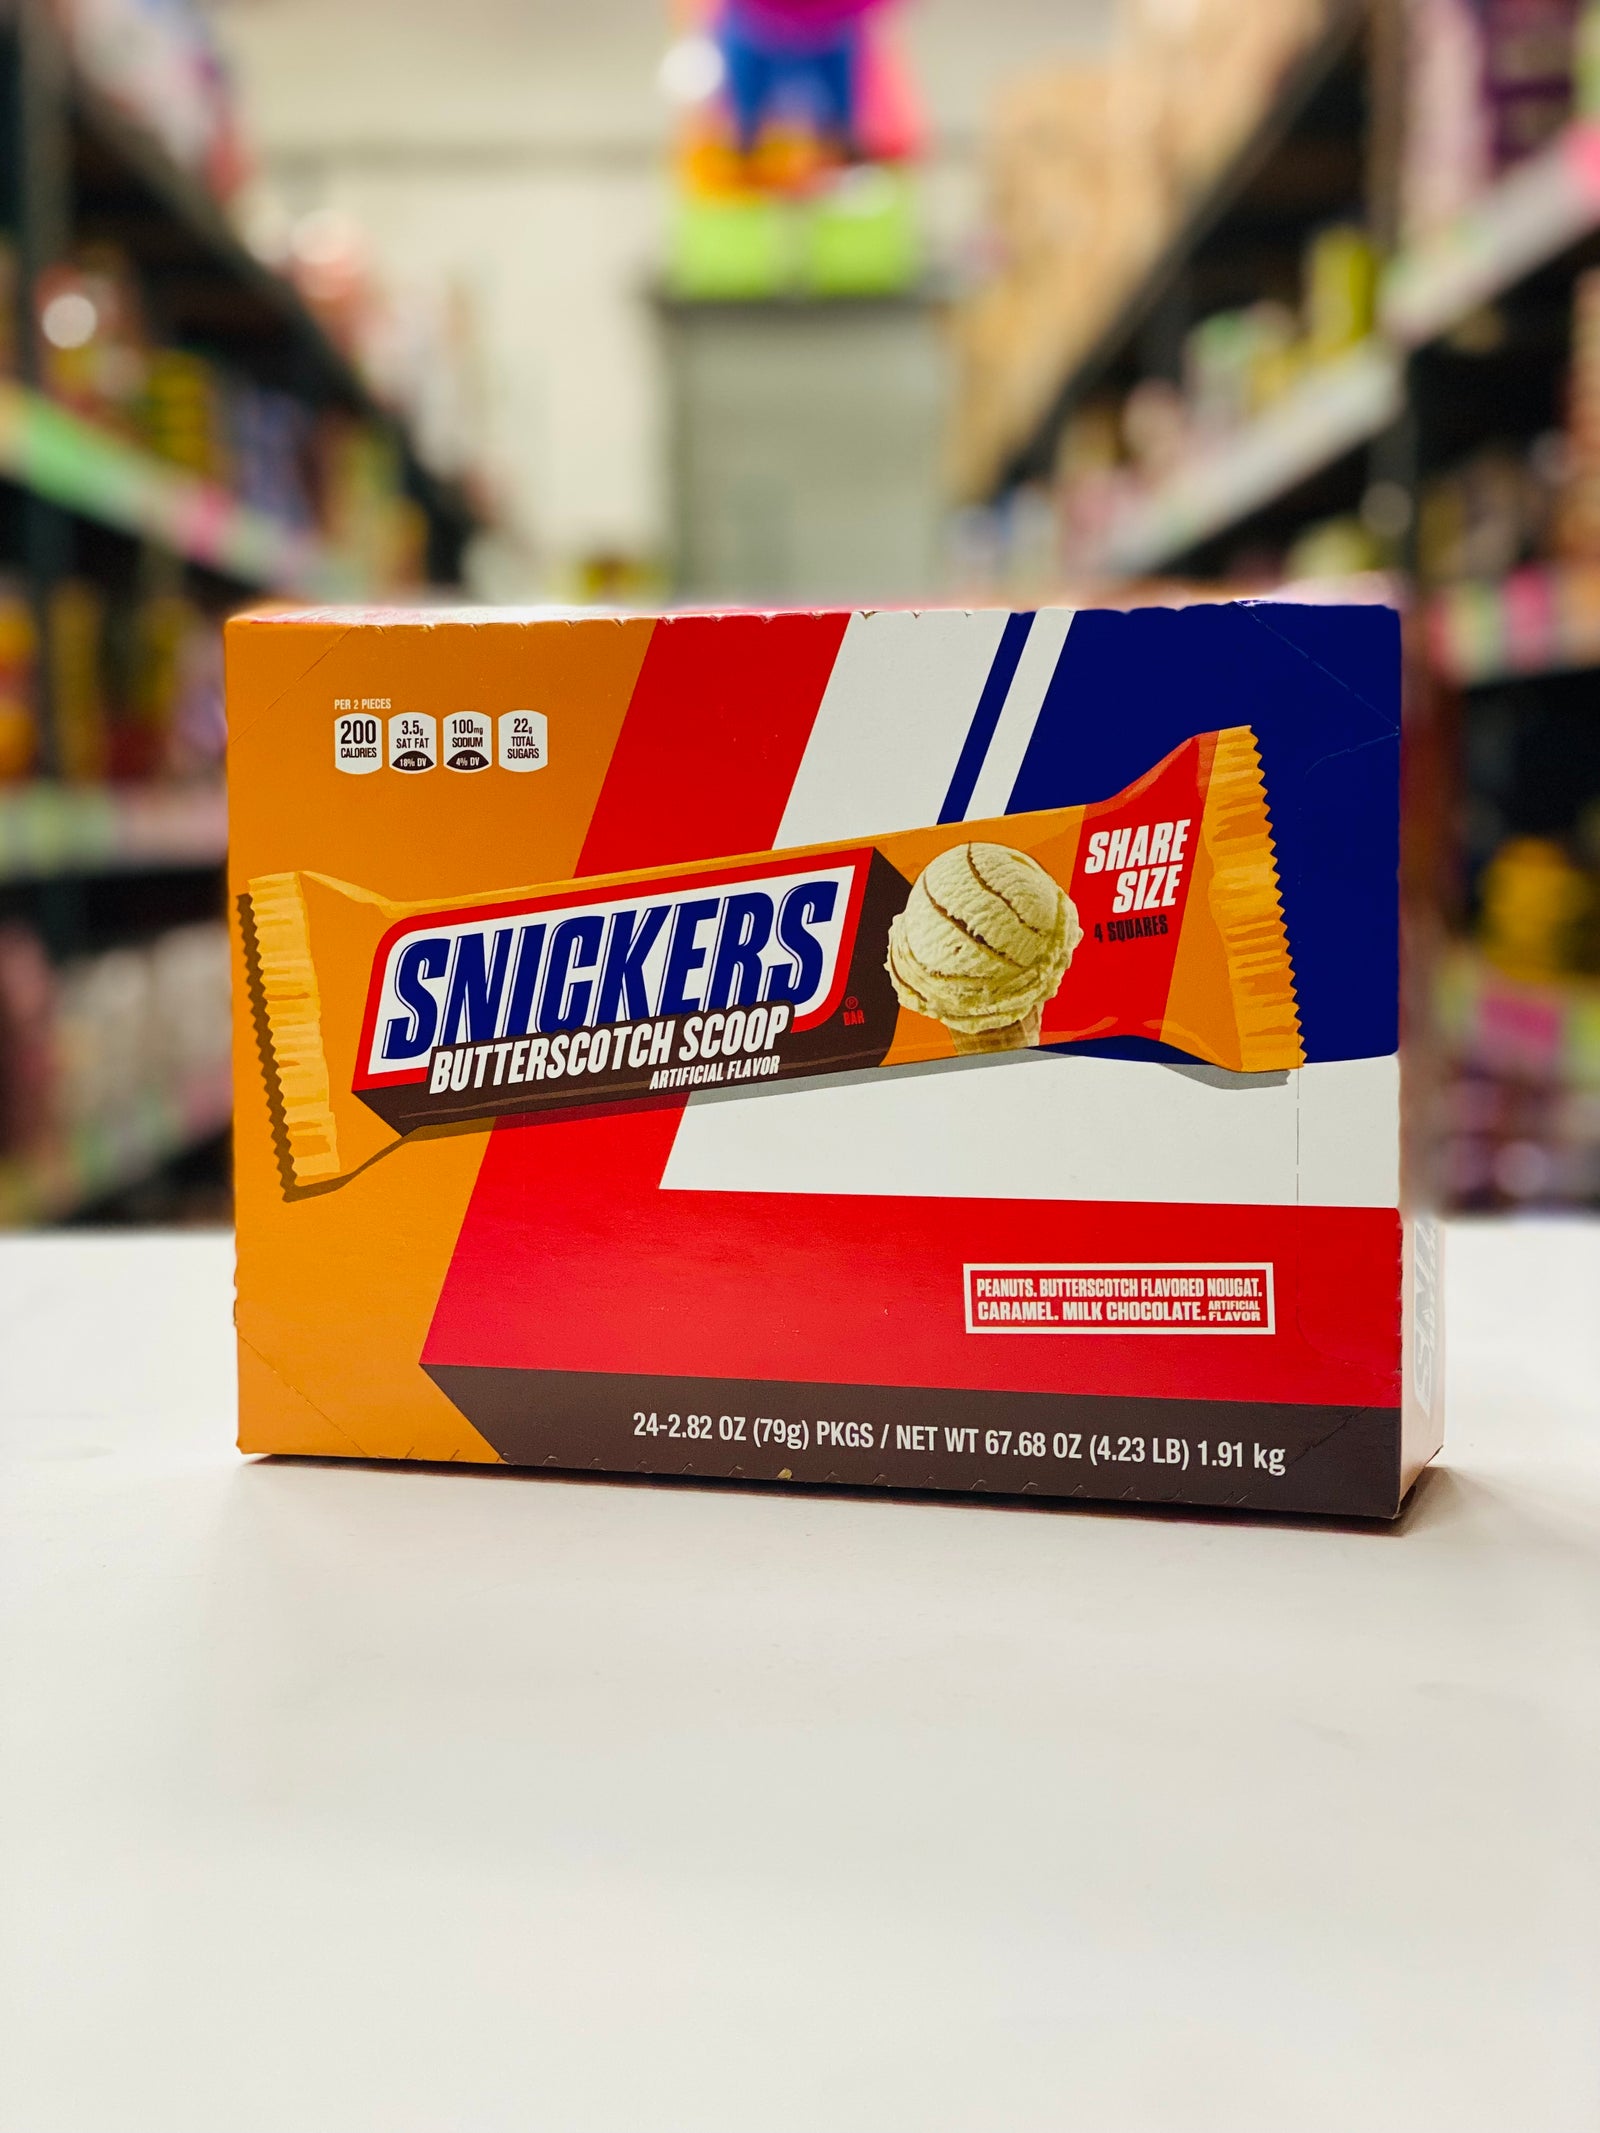 PER 2 PIECES
200 CALORIES
3.5g SAT FAT 18% DV
100mg SODIUM 4% DV
22g TOTAL SUGARS
SNICKERS
® BAR
BUTTERSCOTCH SCOOP
ARTIFICIAL FLAVOR
SHARE
SIZE
4 SQUARES
PEANUTS. BUTTERSCOTCH FLAVORED NOUGAT.
CARAMEL. MILK CHOCOLATE. ARTIFICIAL FLAVOR
24-2.82 OZ (79g) PKGS / NET WT 67.68 OZ (4.23 LB) 1.91 kg